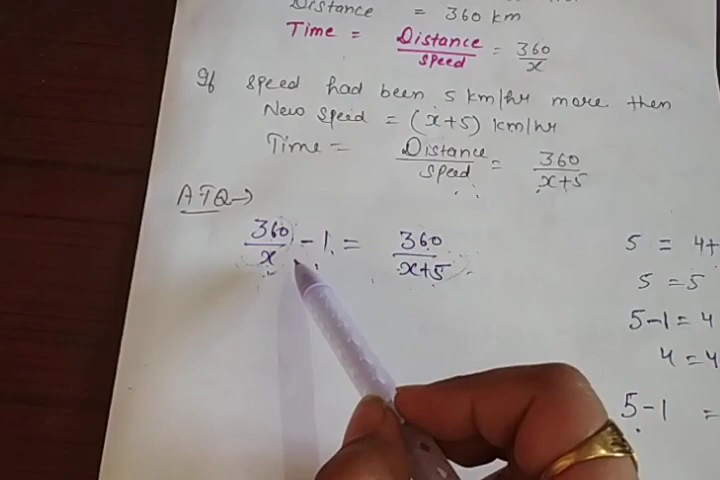 Distance = 360 km
Time = Distance/Speed = 360/x
If speed had been 5 km/hr more then
New Speed = (x+5) km/hr
Time = Distance/Speed = 360/x+5
ATQ→
360/x - 1 = 360/x+5
5 = 4+
5 = 5
5-1 = 4
4 = 4
5-1 =